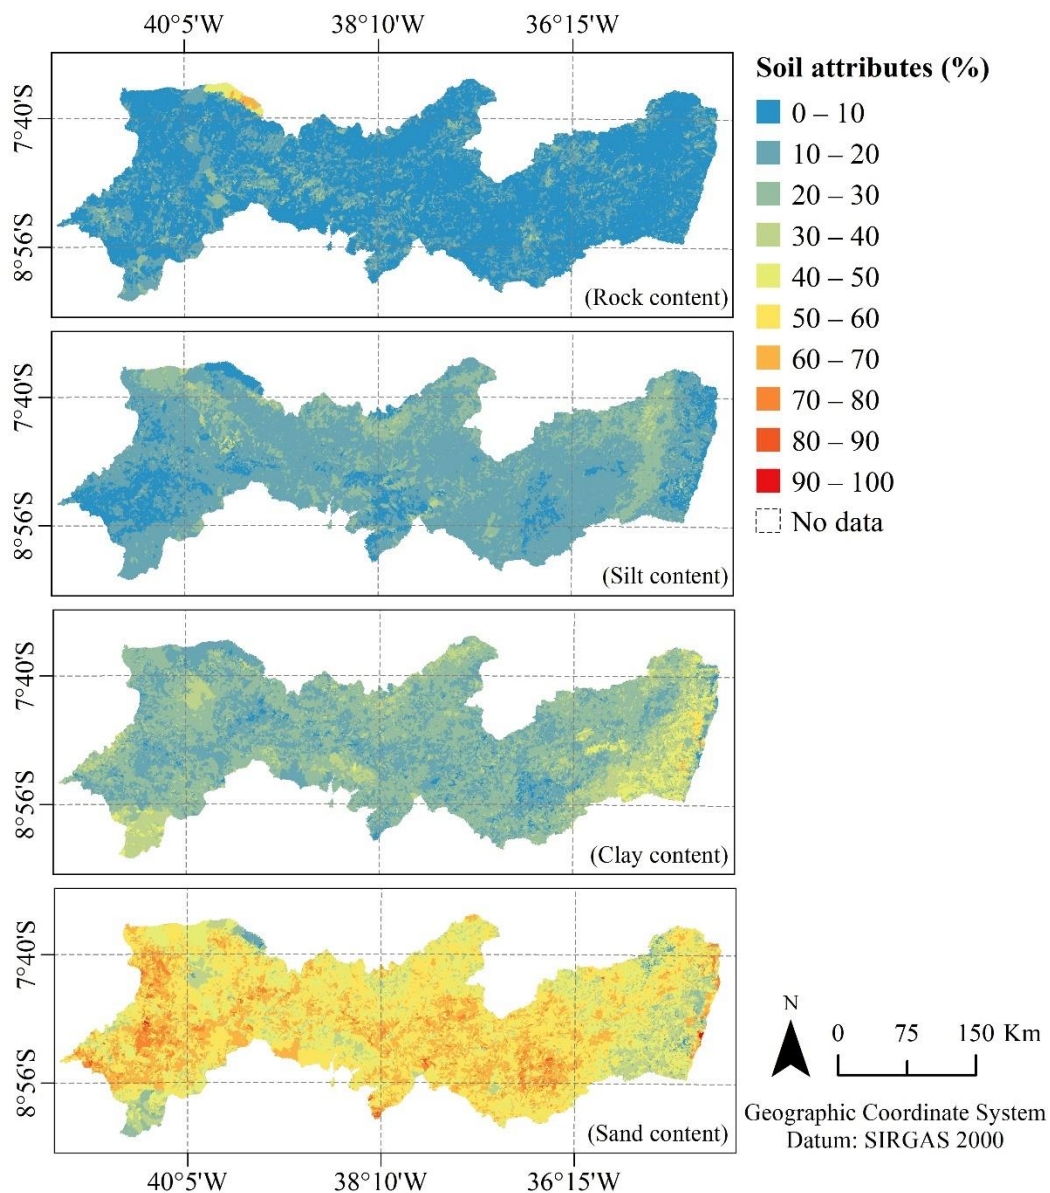 40°5'W 38°10'W 36°15'W
7°40'S
8°56'S
(Rock content)
7°40'S
8°56'S
(Silt content)
7°40'S
8°56'S
(Clay content)
7°40'S
8°56'S
(Sand content)
40°5'W 38°10'W 36°15'W
Soil attributes (%)
0 – 10
10 – 20
20 – 30
30 – 40
40 – 50
50 – 60
60 – 70
70 – 80
80 – 90
90 – 100
No data
N
0 75 150 Km
Geographic Coordinate System
Datum: SIRGAS 2000